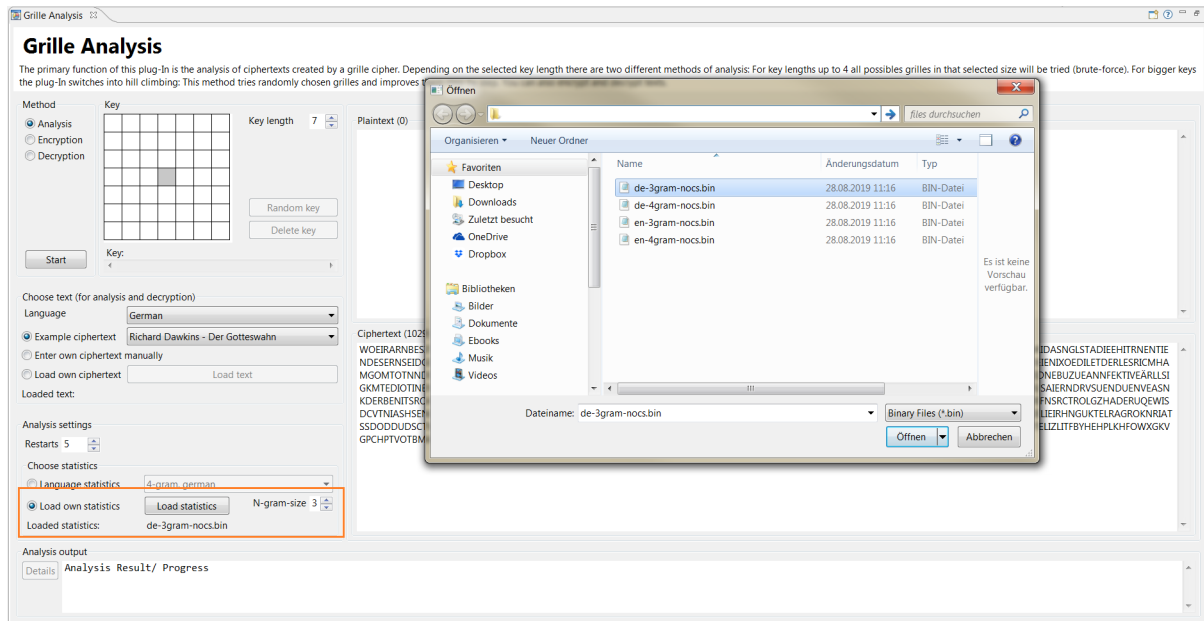 Grille Analysis
Grille Analysis
The primary function of this plug-In is the analysis of ciphertexts created by a grille cipher. Depending on the selected key length there are two different methods of analysis: For key lengths up to 4 all possibles grilles in that selected size will be tried (brute-force). For bigger keys
the plug-In switches into hill climbing: This method tries randomly chosen grilles and improves
Method
Analysis
Encryption
Decryption
Start
Key
Key length 7
Random key
Delete key
Key:
Plaintext (0)
Choose text (for analysis and decryption)
Language German
Example ciphertext Richard Dawkins - Der Gotteswahn
Enter own ciphertext manually
Load own ciphertext Load text
Loaded text:
Analysis settings
Restarts 5
Choose statistics
Language statistics 4-gram, german
Load own statistics Load statistics N-gram-size 3
Loaded statistics: de-3gram-nocs.bin
Ciphertext (1029
WOEIRARNBES IDASNGLSTADIEEHITRNENTIE
NDESERNSEID IENIXOEDILETDERLESRICMHA
MGOMTOTNND DNEBUZUEANNFEKTIVEÄRLLSI
GKMTEDIOTINE SAIERNDRVSUENDUENVEASN
KDERBENITSRC FNSRCTROLGZHADERUQEWIS
DCVTNIASHSEN LIEIRHNGUKTELRAGROKNRIAT
SSDODDUDSCT ELIZLITFBYHEHPLKHFOWXGKV
GPCHPTVOTBM
Analysis output
Details
Analysis Result/ Progress
Öffnen
files durchsuchen
Organisieren Neuer Ordner
Favoriten
Desktop
Downloads
Zuletzt besucht
OneDrive
Dropbox
Bibliotheken
Bilder
Dokumente
Ebooks
Musik
Videos
Name Änderungsdatum Typ
de-3gram-nocs.bin 28.08.2019 11:16 BIN-Datei
de-4gram-nocs.bin 28.08.2019 11:16 BIN-Datei
en-3gram-nocs.bin 28.08.2019 11:16 BIN-Datei
en-4gram-nocs.bin 28.08.2019 11:16 BIN-Datei
Es ist keine
Vorschau
verfügbar.
Dateiname: de-3gram-nocs.bin Binary Files (*.bin)
Öffnen Abbrechen